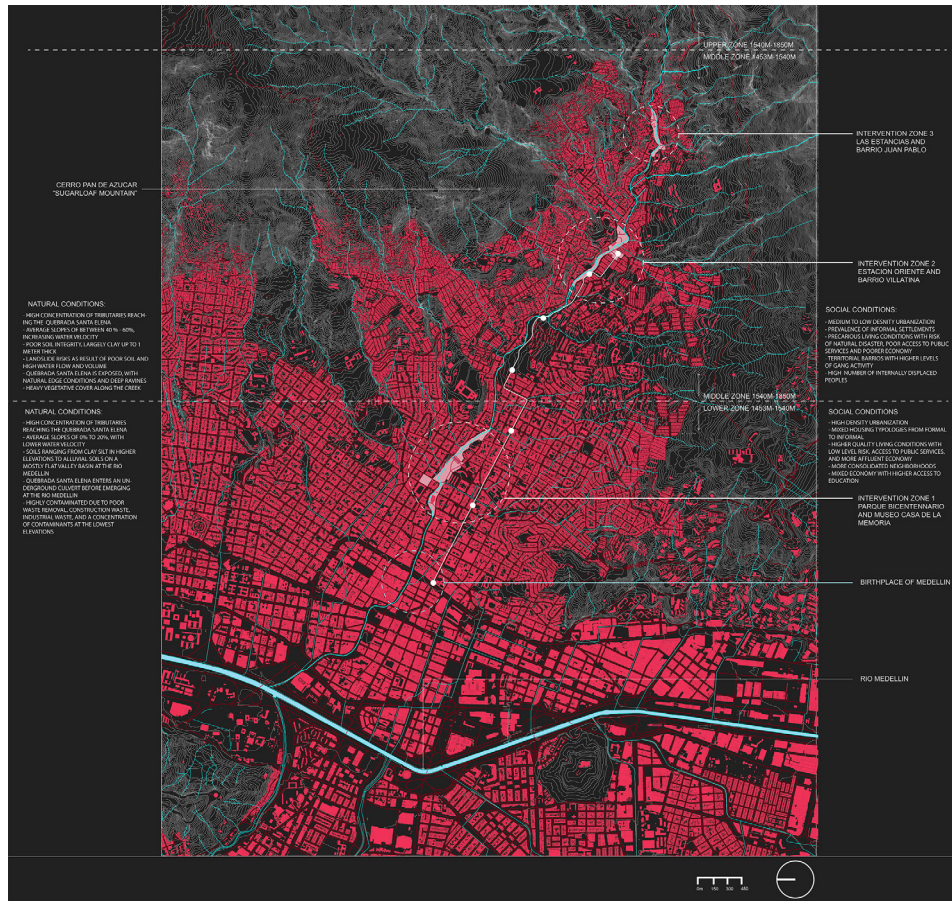 UPPER ZONE 1540M-1850M
MIDDLE ZONE 1453M-1540M
INTERVENTION ZONE 3
LAS ESTANCIAS AND
BARRIO JUAN PABLO
CERRO PAN DE AZUCAR
"SUGARLOAF MOUNTAIN"
INTERVENTION ZONE 2
ESTACION ORIENTE AND
BARRIO VILLATINA
NATURAL CONDITIONS:
- HIGH CONCENTRATION OF TRIBUTARIES REACH-
ING THE QUEBRADA SANTA ELENA
- AVERAGE SLOPES OF BETWEEN 40 % - 60%,
INCREASING WATER VELOCITY
- POOR SOIL INTEGRITY, LARGELY CLAY UP TO 1
METER THICK
- LANDSLIDE RISKS AS RESULT OF POOR SOIL AND
HIGH WATER FLOW AND VOLUME
- QUEBRADA SANTA ELENA IS EXPOSED, WITH
NATURAL EDGE CONDITIONS AND DEEP RAVINES
- HEAVY VEGETATIVE COVER ALONG THE CREEK
SOCIAL CONDITIONS:
- MEDIUM TO LOW DESNITY URBANIZATION
- PREVALENCE OF INFORMAL SETTLEMENTS
- PRECARIOUS LIVING CONDITIONS WITH RISK
OF NATURAL DISASTER, POOR ACCESS TO PUBLIC
SERVICES AND POORER ECONOMY
- TERRITORIAL BARRIOS WITH HIGHER LEVELS
OF GANG ACTIVITY
- HIGH NUMBER OF INTERNALLY DISPLACED
PEOPLES
MIDDLE ZONE 1540M-1850M
LOWER ZONE 1453M-1540M
NATURAL CONDITIONS:
- HIGH CONCENTRATION OF TRIBUTARIES
REACHING THE QUEBRADA SANTA ELENA
- AVERAGE SLOPES OF 0% TO 20%, WITH
LOWER WATER VELOCITY
- SOILS RANGING FROM CLAY SILT IN HIGHER
ELEVATIONS TO ALLUVIAL SOILS ON A
MOSTLY FLAT VALLEY BASIN AT THE RIO
MEDELLIN
- QUEBRADA SANTA ELENA ENTERS AN UN-
DERGROUND CULVERT BEFORE EMERGING
AT THE RIO MEDELLIN
- HIGHLY CONTAMINATED DUE TO POOR
WASTE REMOVAL, CONSTRUCTION WASTE,
INDUSTRIAL WASTE, AND A CONCENTRATION
OF CONTAMINANTS AT THE LOWEST
ELEVATIONS
SOCIAL CONDITIONS
- HIGH DENSITY URBANIZATION
- MIXED HOUSING TYPOLOGIES FROM FORMAL
TO INFORMAL
- HIGHER QUALITY LIVING CONDITIONS WITH
LOW LEVEL RISK, ACCESS TO PUBLIC SERVICES,
AND MORE AFFLUENT ECONOMY
- MORE CONSOLIDATED NEIGHBORHOODS
- MIXED ECONOMY WITH HIGHER ACCESS TO
EDUCATION
INTERVENTION ZONE 1
PARQUE BICENTENNARIO
AND MUSEO CASA DE LA
MEMORIA
BIRTHPLACE OF MEDELLIN
RIO MEDELLIN
0m 150 300 450